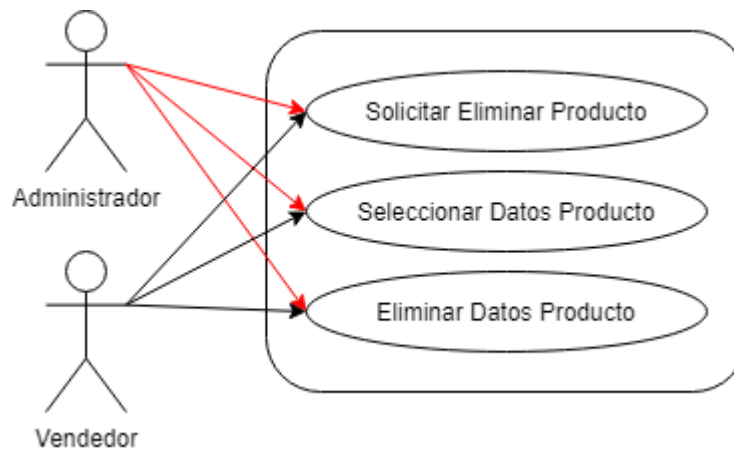 Solicitar Eliminar Producto
Administrador
Seleccionar Datos Producto
Eliminar Datos Producto
Vendedor